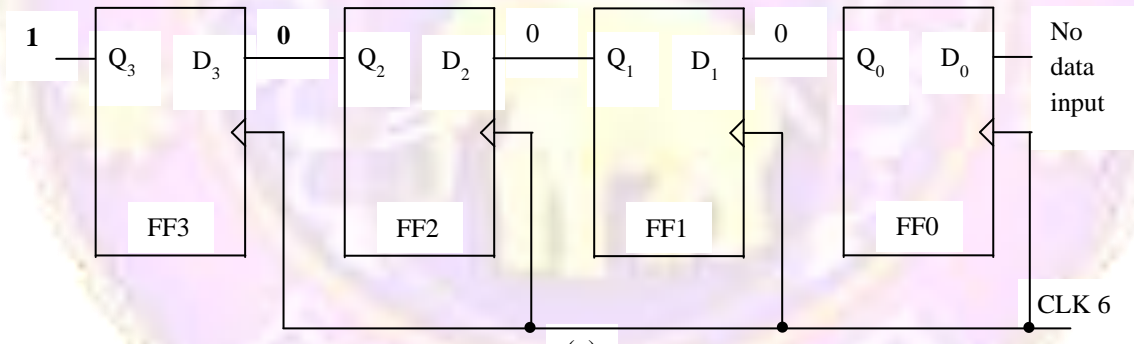 1
Q3
D3
0
Q2
D2
0
Q1
D1
0
Q0
D0
No
data
input
FF3
FF2
FF1
FF0
CLK 6